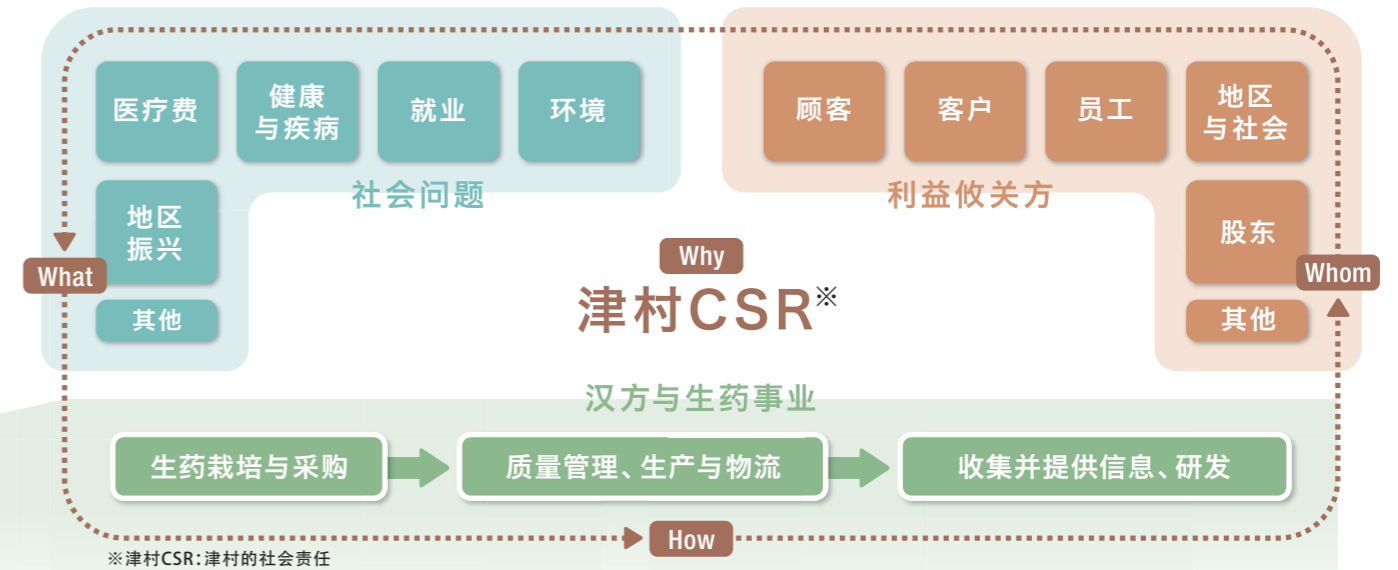 医疗费
健康
与疾病
就业
环境
地区
振兴
其他
社会问题
What
顾客
客户
员工
地区
与社会
股东
其他
利益攸关方
Whom
Why
津村CSR※
汉方与生药事业
生药栽培与采购
质量管理、生产与物流
收集并提供信息、研发
How
※津村CSR：津村的社会责任